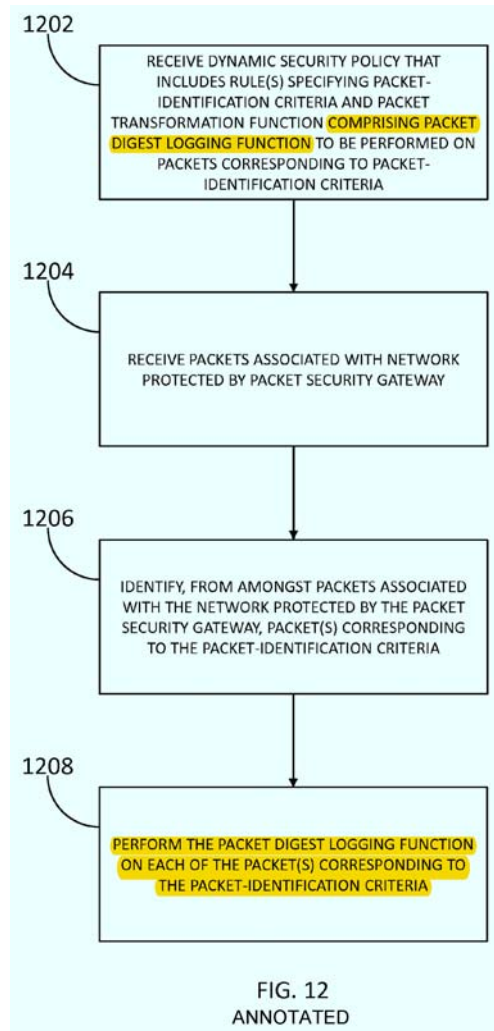 1202
RECEIVE DYNAMIC SECURITY POLICY THAT
INCLUDES RULE(S) SPECIFYING PACKET-
IDENTIFICATION CRITERIA AND PACKET
TRANSFORMATION FUNCTION COMPRISING PACKET
DIGEST LOGGING FUNCTION TO BE PERFORMED ON
PACKETS CORRESPONDING TO PACKET-
IDENTIFICATION CRITERIA
1204
RECEIVE PACKETS ASSOCIATED WITH NETWORK
PROTECTED BY PACKET SECURITY GATEWAY
1206
IDENTIFY, FROM AMONGST PACKETS ASSOCIATED
WITH THE NETWORK PROTECTED BY THE PACKET
SECURITY GATEWAY, PACKET(S) CORRESPONDING
TO THE PACKET-IDENTIFICATION CRITERIA
1208
PERFORM THE PACKET DIGEST LOGGING FUNCTION
ON EACH OF THE PACKET(S) CORRESPONDING TO
THE PACKET-IDENTIFICATION CRITERIA
FIG. 12
ANNOTATED